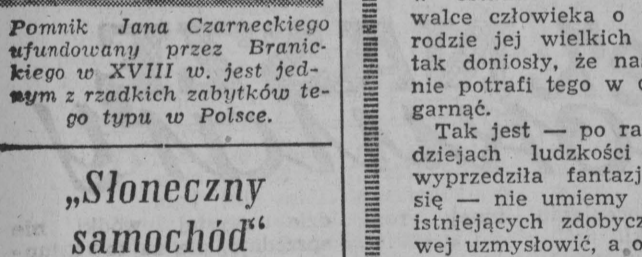 Pomnik Jana Czarneckiego
ufundowany przez Branic-
kiego w XVIII w. jest jed-
nym z rzadkich zabytków te-
go typu w Polsce.
„Słoneczny
samochód“
walce człowieka o
rodzie jej wielkich
tak doniosły, że na
nie potrafi tego w
garnąć.
Tak jest — po ra
dziejach ludzkości
wyprzedziła fantazj
się — nie umiemy
istniejących zdobycz
wej uzmysłowić, a o